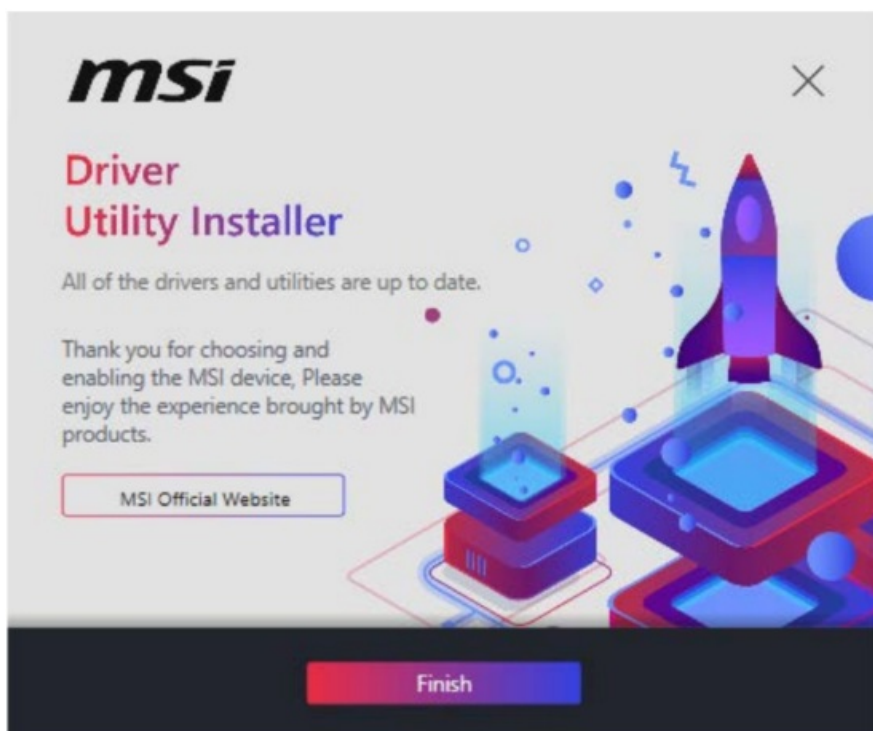 msi
Driver
Utility Installer
All of the drivers and utilities are up to date.
Thank you for choosing and
enabling the MSI device, Please
enjoy the experience brought by MSI
products.
MSI Official Website
Finish